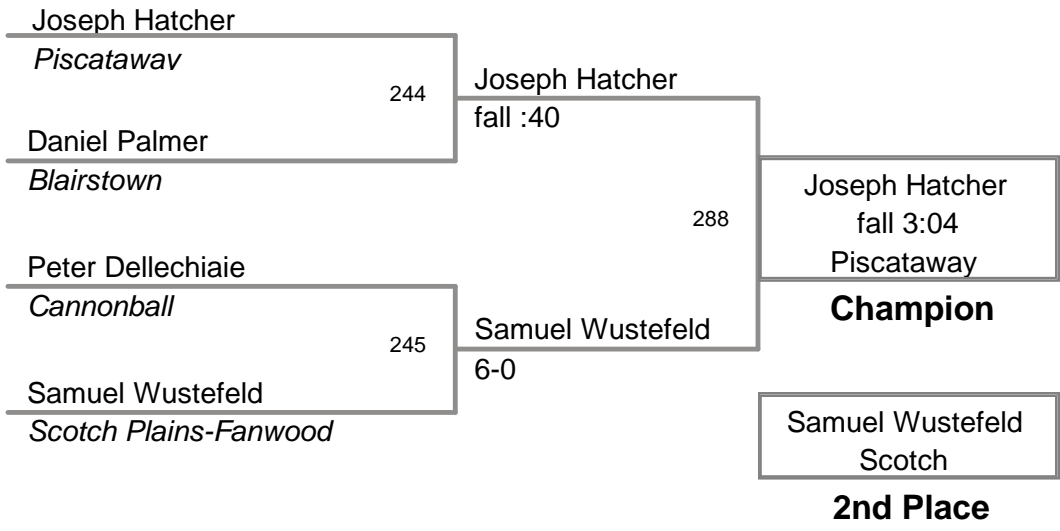 Joseph Hatcher
Piscatawav
244
Daniel Palmer
Blairstown
Joseph Hatcher
fall :40
Peter Dellechiaie
Cannonball
245
Samuel Wustefeld
Scotch Plains-Fanwood
Samuel Wustefeld
6-0
288
Joseph Hatcher
fall 3:04
Piscataway
Champion
Samuel Wustefeld
Scotch
2nd Place